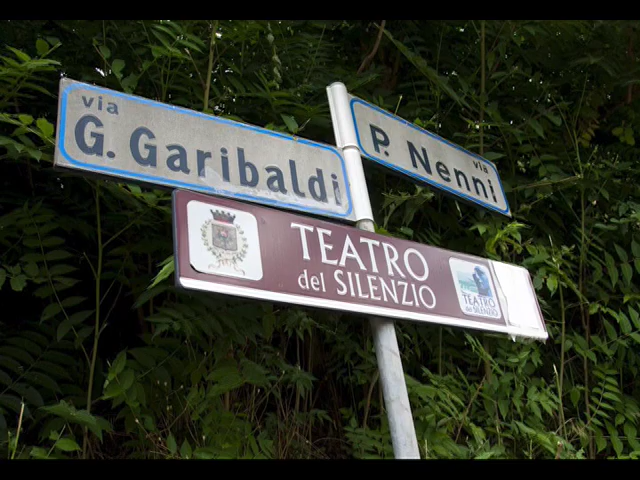 via
G. Garibaldi
via
P. Nenni
TEATRO
del SILENZIO
TEATRO
del SILENZIO